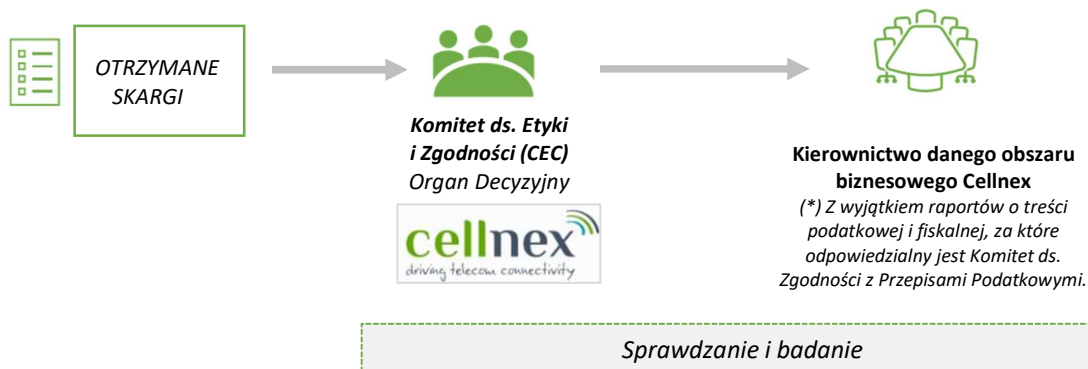 OTRZYMANE
SKARGI
Komitet ds. Etyki
i Zgodności (CEC)
Organ Decyzyjny
cellnex
driving telecom connectivity
Kierownictwo danego obszaru
biznesowego Cellnex
(*) Z wyjątkiem raportów o treści
podatkowej i fiskalnej, za które
odpowiedzialny jest Komitet ds.
Zgodności z Przepisami Podatkowymi.
Sprawdzanie i badanie